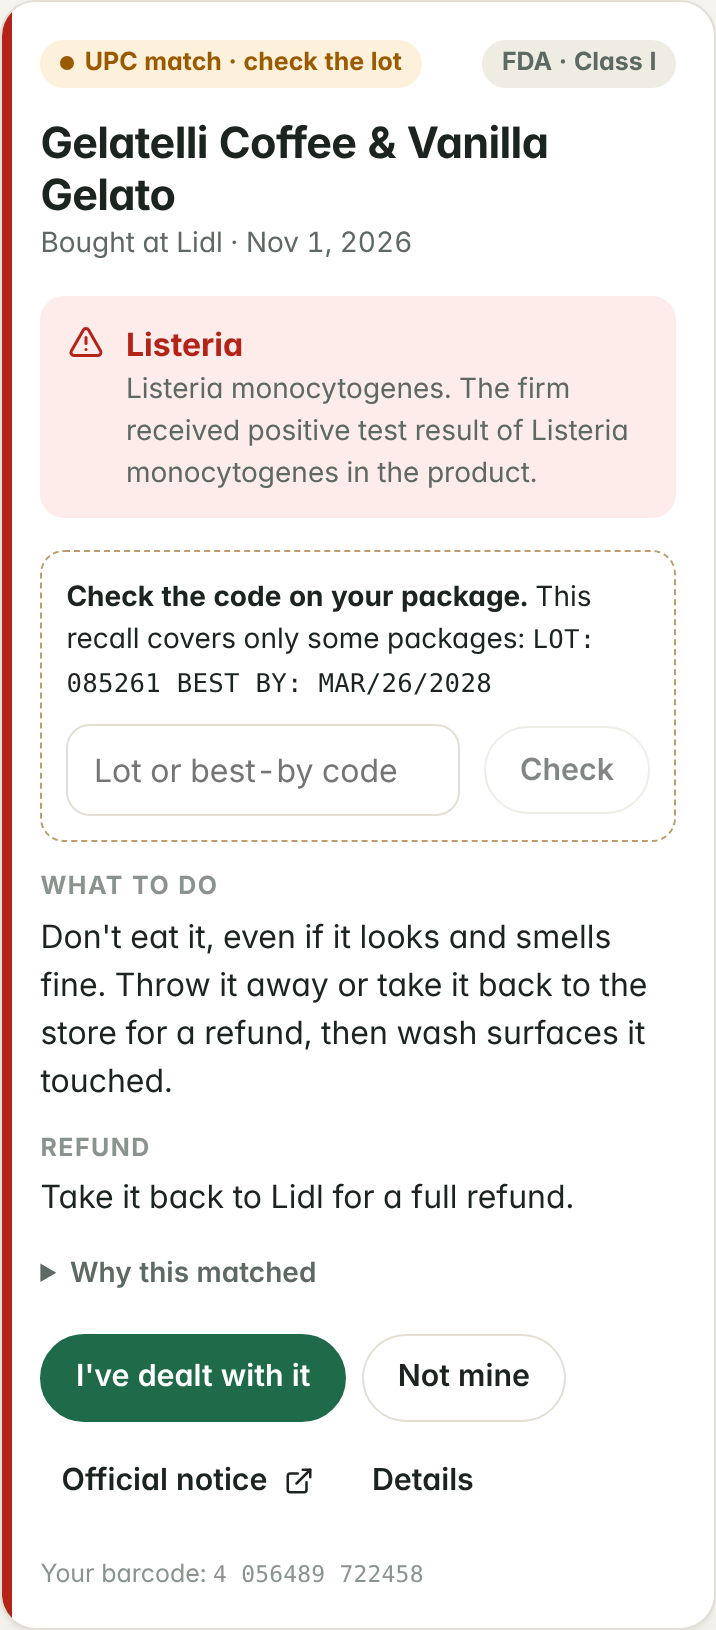 UPC match · check the lot
FDA · Class I
Gelatelli Coffee & Vanilla
Gelato
Bought at Lidl · Nov 1, 2026
Listeria
Listeria monocytogenes. The firm
received positive test result of Listeria
monocytogenes in the product.
Check the code on your package. This
recall covers only some packages: LOT:
085261 BEST BY: MAR/26/2028
Lot or best-by code
Check
WHAT TO DO
Don't eat it, even if it looks and smells
fine. Throw it away or take it back to the
store for a refund, then wash surfaces it
touched.
REFUND
Take it back to Lidl for a full refund.
Why this matched
I've dealt with it
Not mine
Official notice
Details
Your barcode: 4 056489 722458